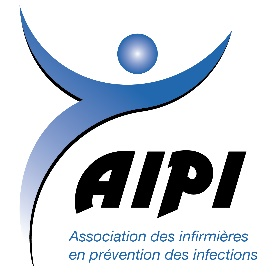 AIPI
Association des infirmières
en prévention des infections